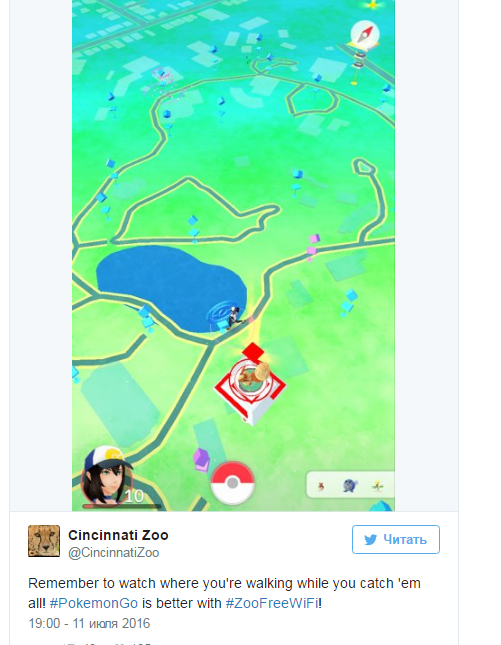 10
Cincinnati Zoo
@CincinnatiZoo
Читать
Remember to watch where you're walking while you catch 'em
all! #PokemonGo is better with #ZooFreeWiFi!
19:00 - 11 июля 2016